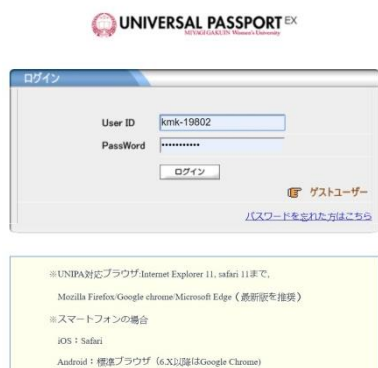 UNIVERSAL PASSPORT EX
MIYAGI GAKUIN Women's University
ログイン
User ID kmk-19802
PassWord •••••••••••
ログイン
ゲストユーザー
パスワードを忘れた方はこちら
※UNIPA対応ブラウザ:Internet Explorer 11, safari 11まで,
Mozilla Firefox/Google chrome/Microsoft Edge（最新版を推奨）
※スマートフォンの場合
iOS：Safari
Android：標準ブラウザ（6.X以降はGoogle Chrome)